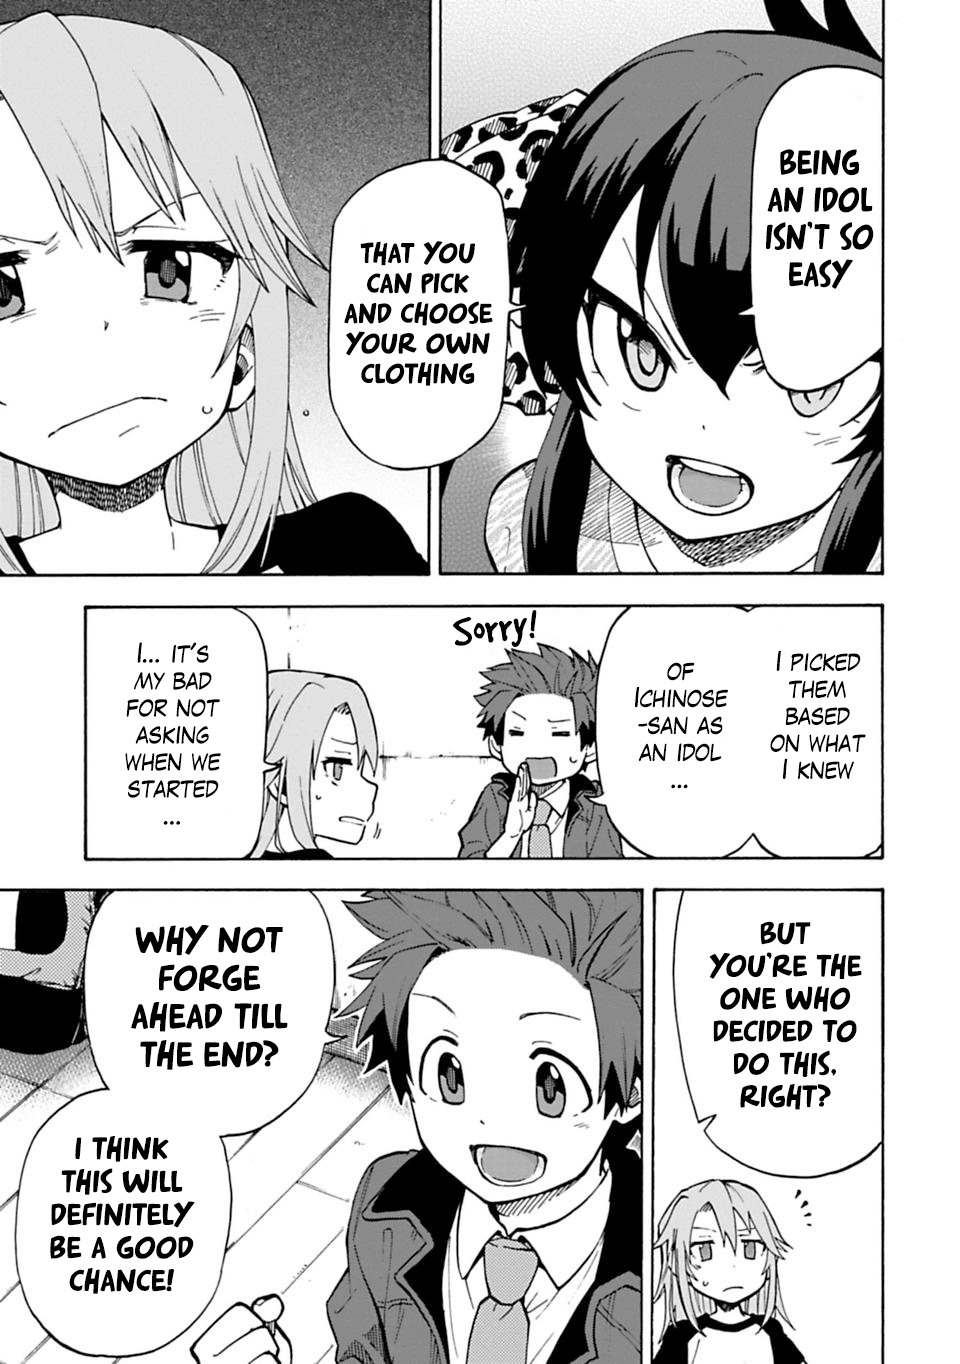 BEING
AN IDOL
ISN'T SO
EASY
THAT YOU
CAN PICK
AND CHOOSE
YOUR OWN
CLOTHING
I PICKED
THEM
BASED
ON WHAT
I KNEW
OF
ICHINOSE
-SAN AS
AN IDOL
...
Sorry!
I... IT'S
MY BAD
FOR NOT
ASKING
WHEN WE
STARTED
...
BUT
YOU'RE THE
ONE WHO
DECIDED TO
DO THIS,
RIGHT?
WHY NOT
FORGE
AHEAD TILL
THE END?
I THINK
THIS WILL
DEFINITELY
BE A GOOD
CHANCE!